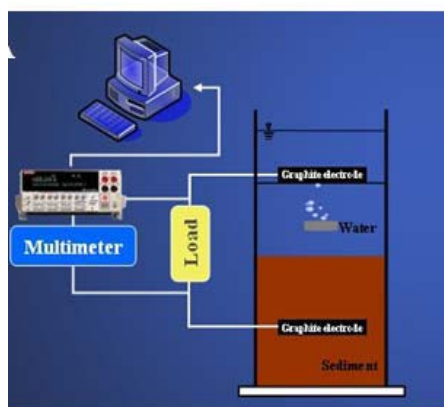 Graphite electrode
Water
Multimeter
Load
Graphite electrode
Sediment